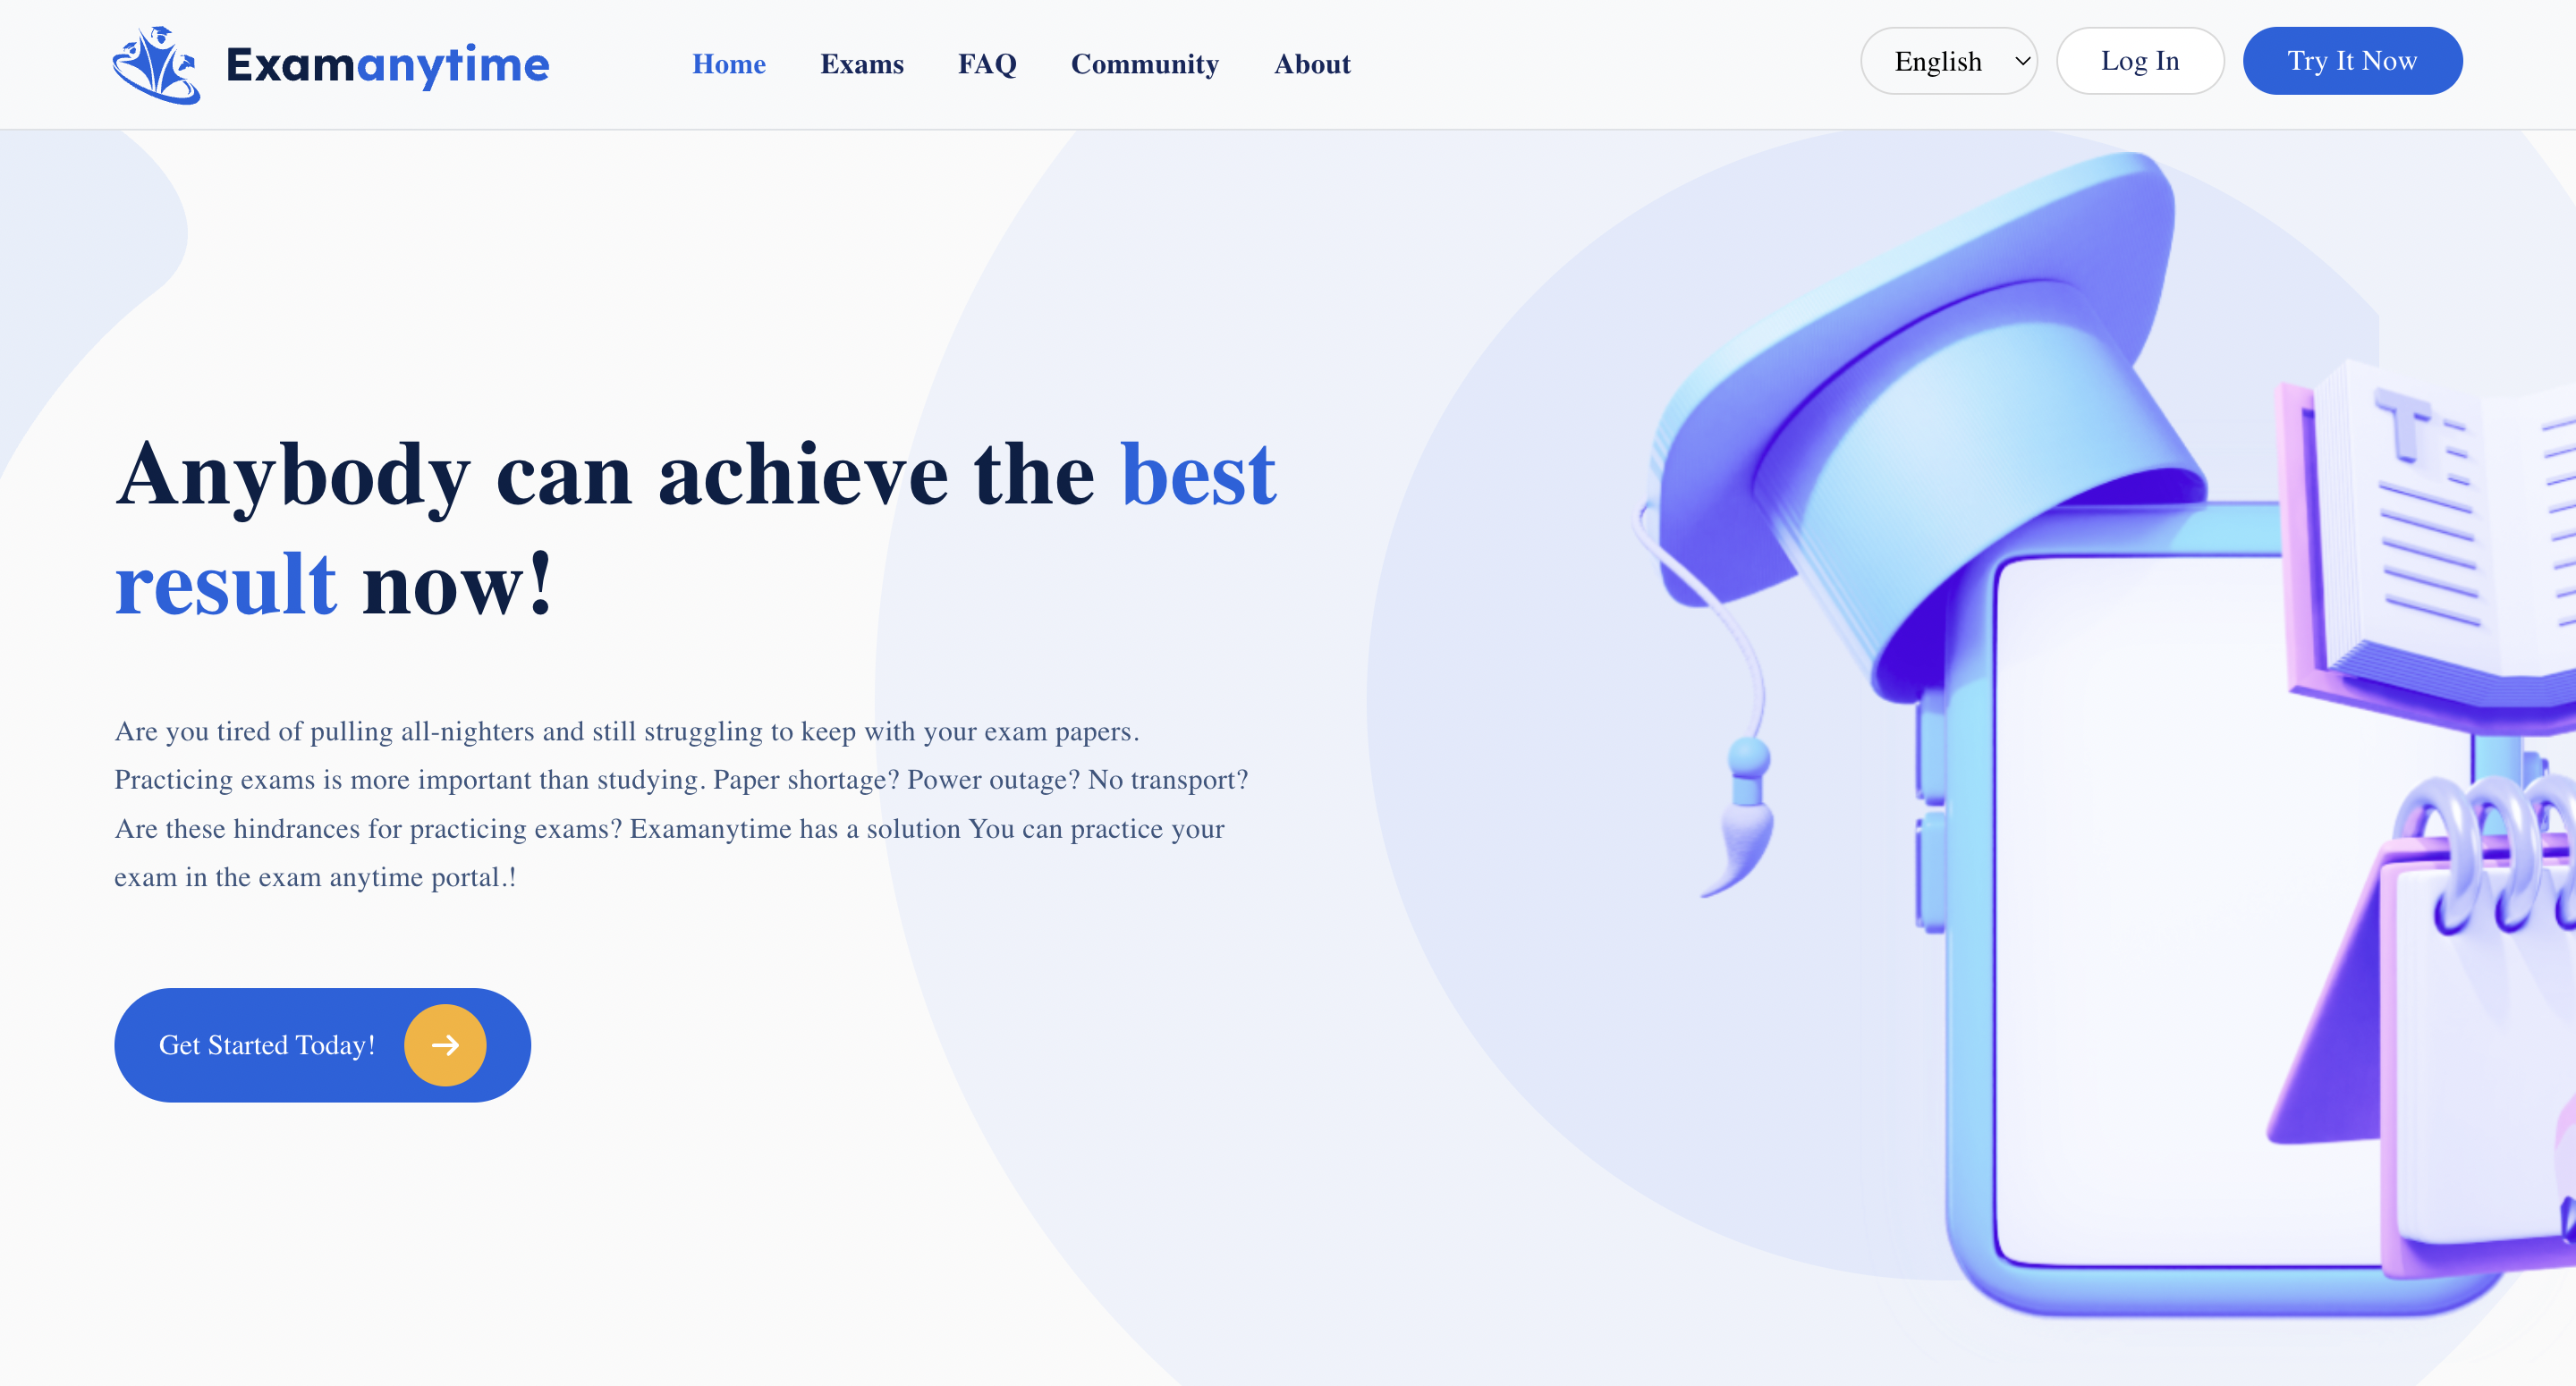 Examanytime
Home
Exams
FAQ
Community
About
English
Log In
Try It Now
Anybody can achieve the best
result now!
Are you tired of pulling all-nighters and still struggling to keep with your exam papers.
Practicing exams is more important than studying. Paper shortage? Power outage? No transport?
Are these hindrances for practicing exams? Examanytime has a solution You can practice your
exam in the exam anytime portal.!
Get Started Today!
T